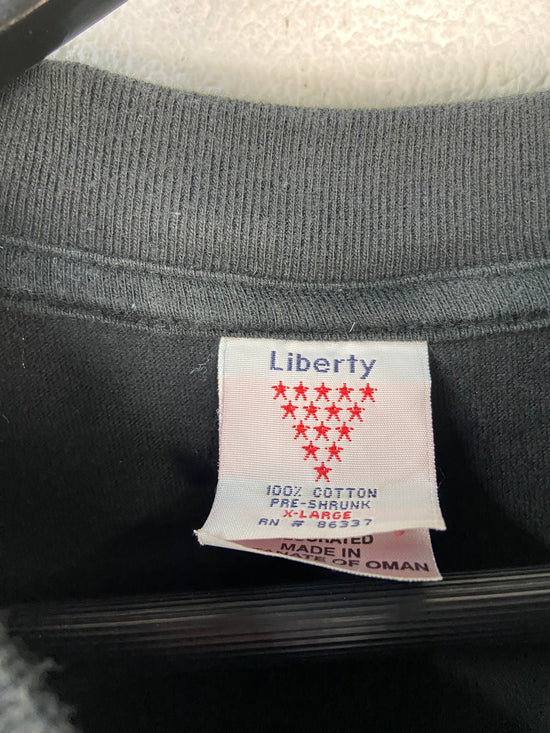 Liberty
100% COTTON
PRE-SHRUNK
X-LARGE
RN # 86337
MADE IN
OF OMAN